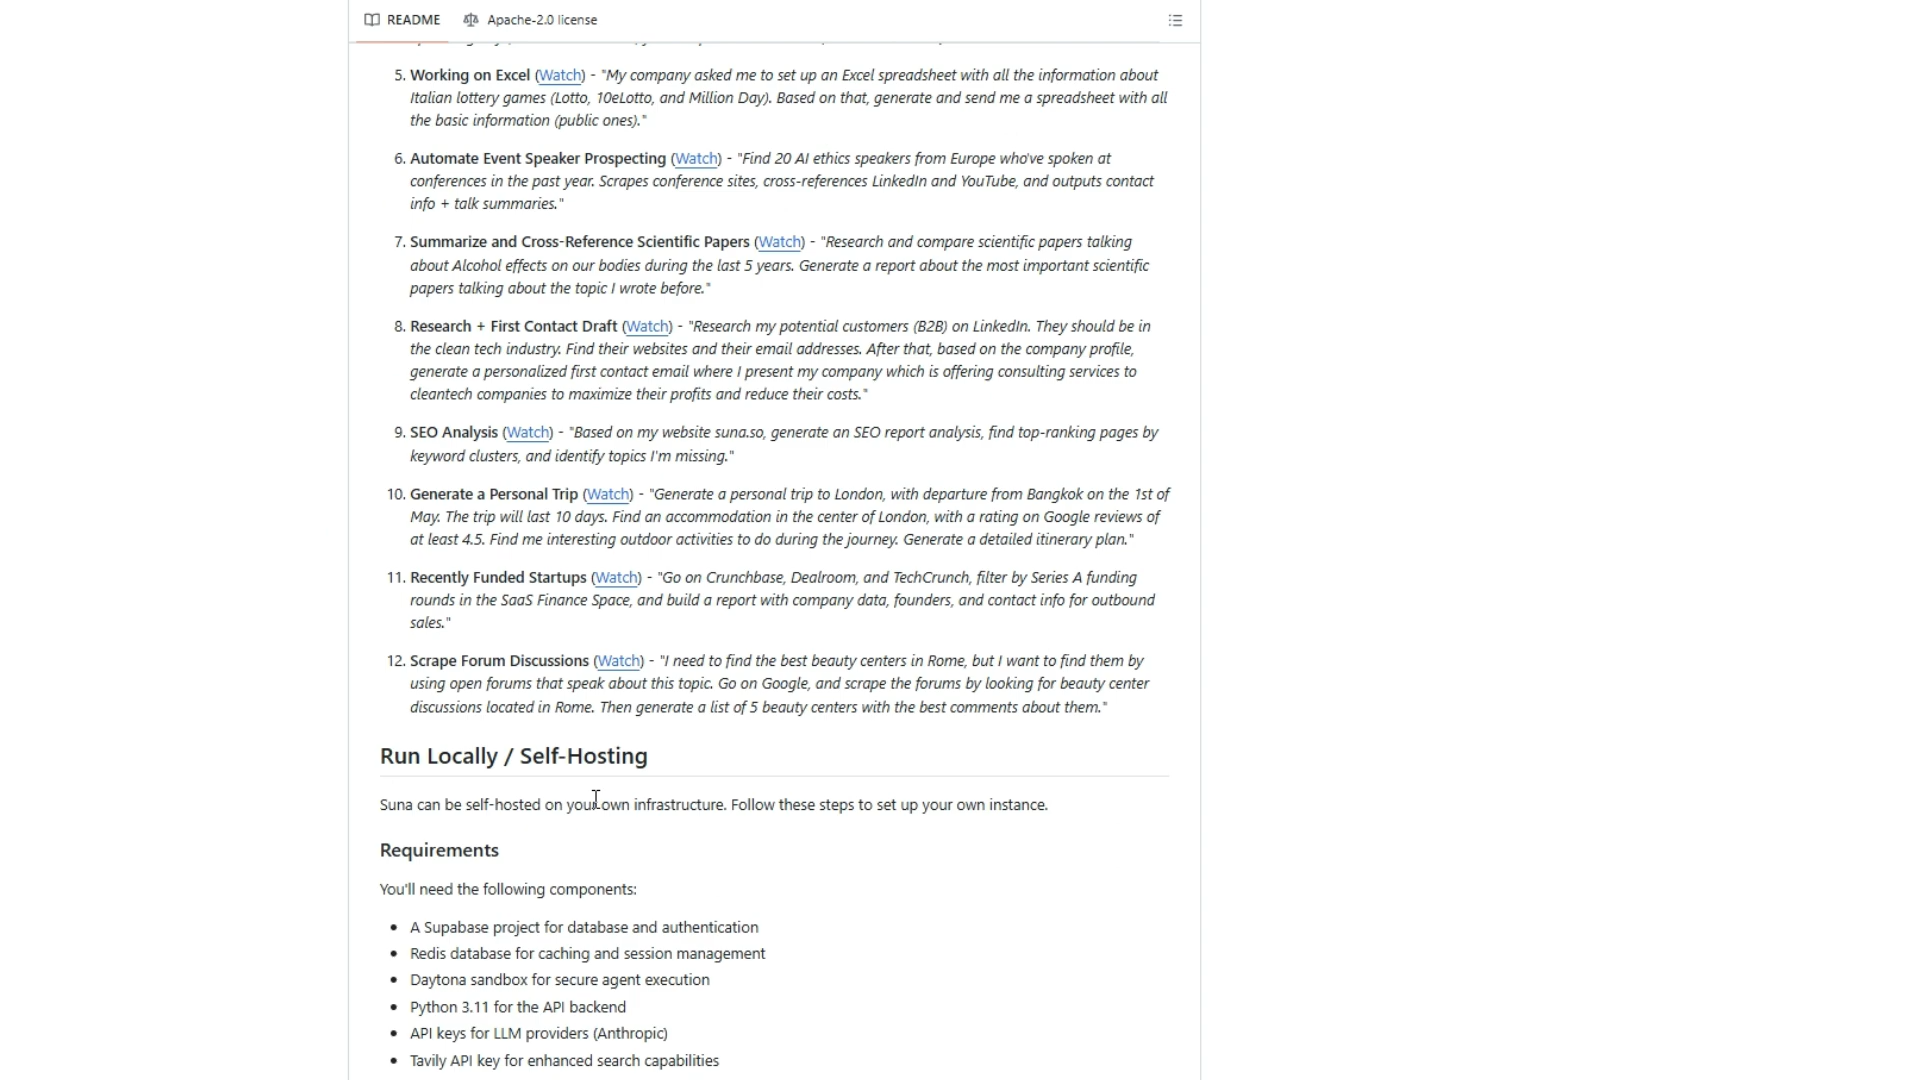 README
Apache-2.0 license
5. Working on Excel (Watch) - "My company asked me to set up an Excel spreadsheet with all the information about
Italian lottery games (Lotto, 10eLotto, and Million Day). Based on that, generate and send me a spreadsheet with all
the basic information (public ones)."
6. Automate Event Speaker Prospecting (Watch) - "Find 20 AI ethics speakers from Europe who've spoken at
conferences in the past year. Scrapes conference sites, cross-references LinkedIn and YouTube, and outputs contact
info + talk summaries."
7. Summarize and Cross-Reference Scientific Papers (Watch) - "Research and compare scientific papers talking
about Alcohol effects on our bodies during the last 5 years. Generate a report about the most important scientific
papers talking about the topic I wrote before."
8. Research + First Contact Draft (Watch) - "Research my potential customers (B2B) on LinkedIn. They should be in
the clean tech industry. Find their websites and their email addresses. After that, based on the company profile,
generate a personalized first contact email where I present my company which is offering consulting services to
cleantech companies to maximize their profits and reduce their costs."
9. SEO Analysis (Watch) - "Based on my website suna.so, generate an SEO report analysis, find top-ranking pages by
keyword clusters, and identify topics I'm missing."
10. Generate a Personal Trip (Watch) - "Generate a personal trip to London, with departure from Bangkok on the 1st of
May. The trip will last 10 days. Find an accommodation in the center of London, with a rating on Google reviews of
at least 4.5. Find me interesting outdoor activities to do during the journey. Generate a detailed itinerary plan."
11. Recently Funded Startups (Watch) - "Go on Crunchbase, Dealroom, and TechCrunch, filter by Series A funding
rounds in the SaaS Finance Space, and build a report with company data, founders, and contact info for outbound
sales."
12. Scrape Forum Discussions (Watch) - "I need to find the best beauty centers in Rome, but I want to find them by
using open forums that speak about this topic. Go on Google, and scrape the forums by looking for beauty center
discussions located in Rome. Then generate a list of 5 beauty centers with the best comments about them."
Run Locally / Self-Hosting
Suna can be self-hosted on your own infrastructure. Follow these steps to set up your own instance.
Requirements
You'll need the following components:
• A Supabase project for database and authentication
• Redis database for caching and session management
• Daytona sandbox for secure agent execution
• Python 3.11 for the API backend
• API keys for LLM providers (Anthropic)
• Tavily API key for enhanced search capabilities